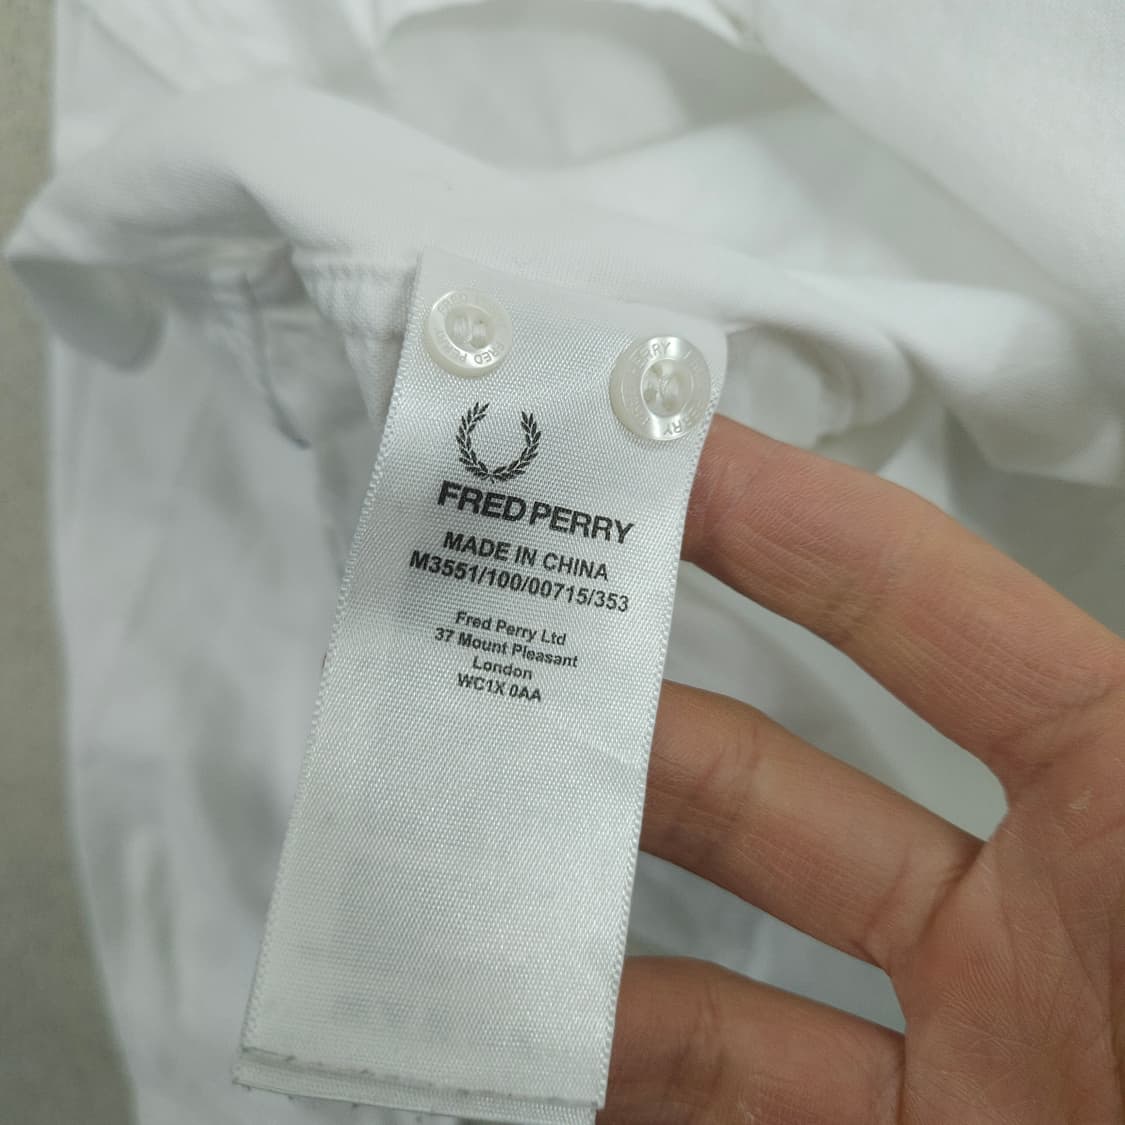 FRED PERRY
MADE IN CHINA
M3551/100/00715/353
Fred Perry Ltd
37 Mount Pleasant
London
WC1X 0AA